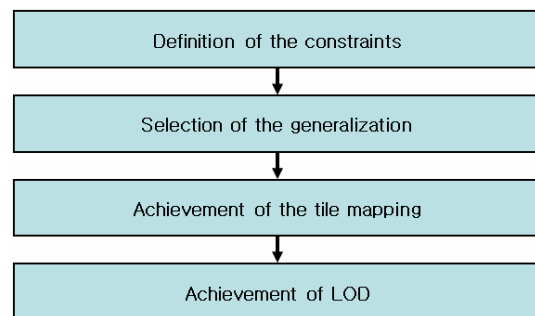 Definition of the constraints
Selection of the generalization
Achievement of the tile mapping
Achievement of LOD